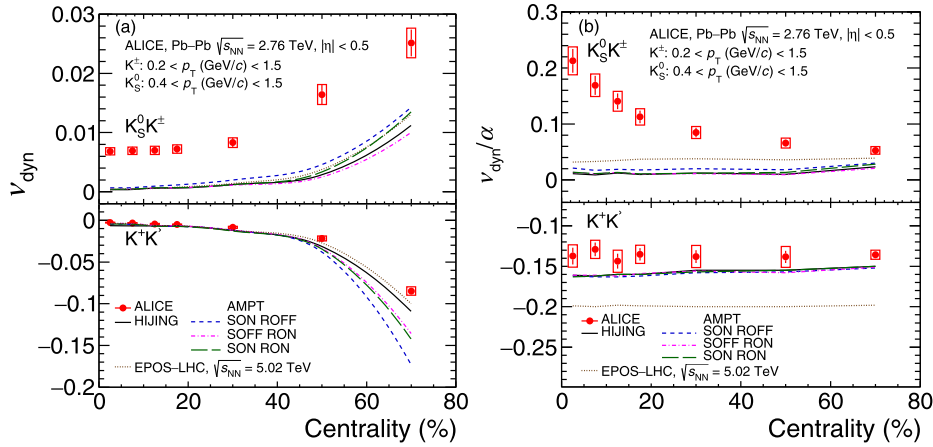 (a)
ALICE, Pb–Pb √sNN = 2.76 TeV, |η| < 0.5
K±: 0.2 < pT (GeV/c) < 1.5
K0S: 0.4 < pT (GeV/c) < 1.5
K0SK±
0.03
0.02
0.01
0
νdyn
K+K’
0
−0.05
−0.1
−0.15
−0.2
ALICE
HIJING
AMPT
SON ROFF
SOFF RON
SON RON
EPOS–LHC, √sNN = 5.02 TeV
0 20 40 60 80
Centrality (%)
(b)
ALICE, Pb–Pb √sNN = 2.76 TeV, |η| < 0.5
K±: 0.2 < pT (GeV/c) < 1.5
K0S: 0.4 < pT (GeV/c) < 1.5
K0SK±
0.3
0.2
0.1
0
νdyn/α
K+K’
−0.1
−0.15
−0.2
−0.25
ALICE
HIJING
AMPT
SON ROFF
SOFF RON
SON RON
EPOS–LHC, √sNN = 5.02 TeV
0 20 40 60 80
Centrality (%)